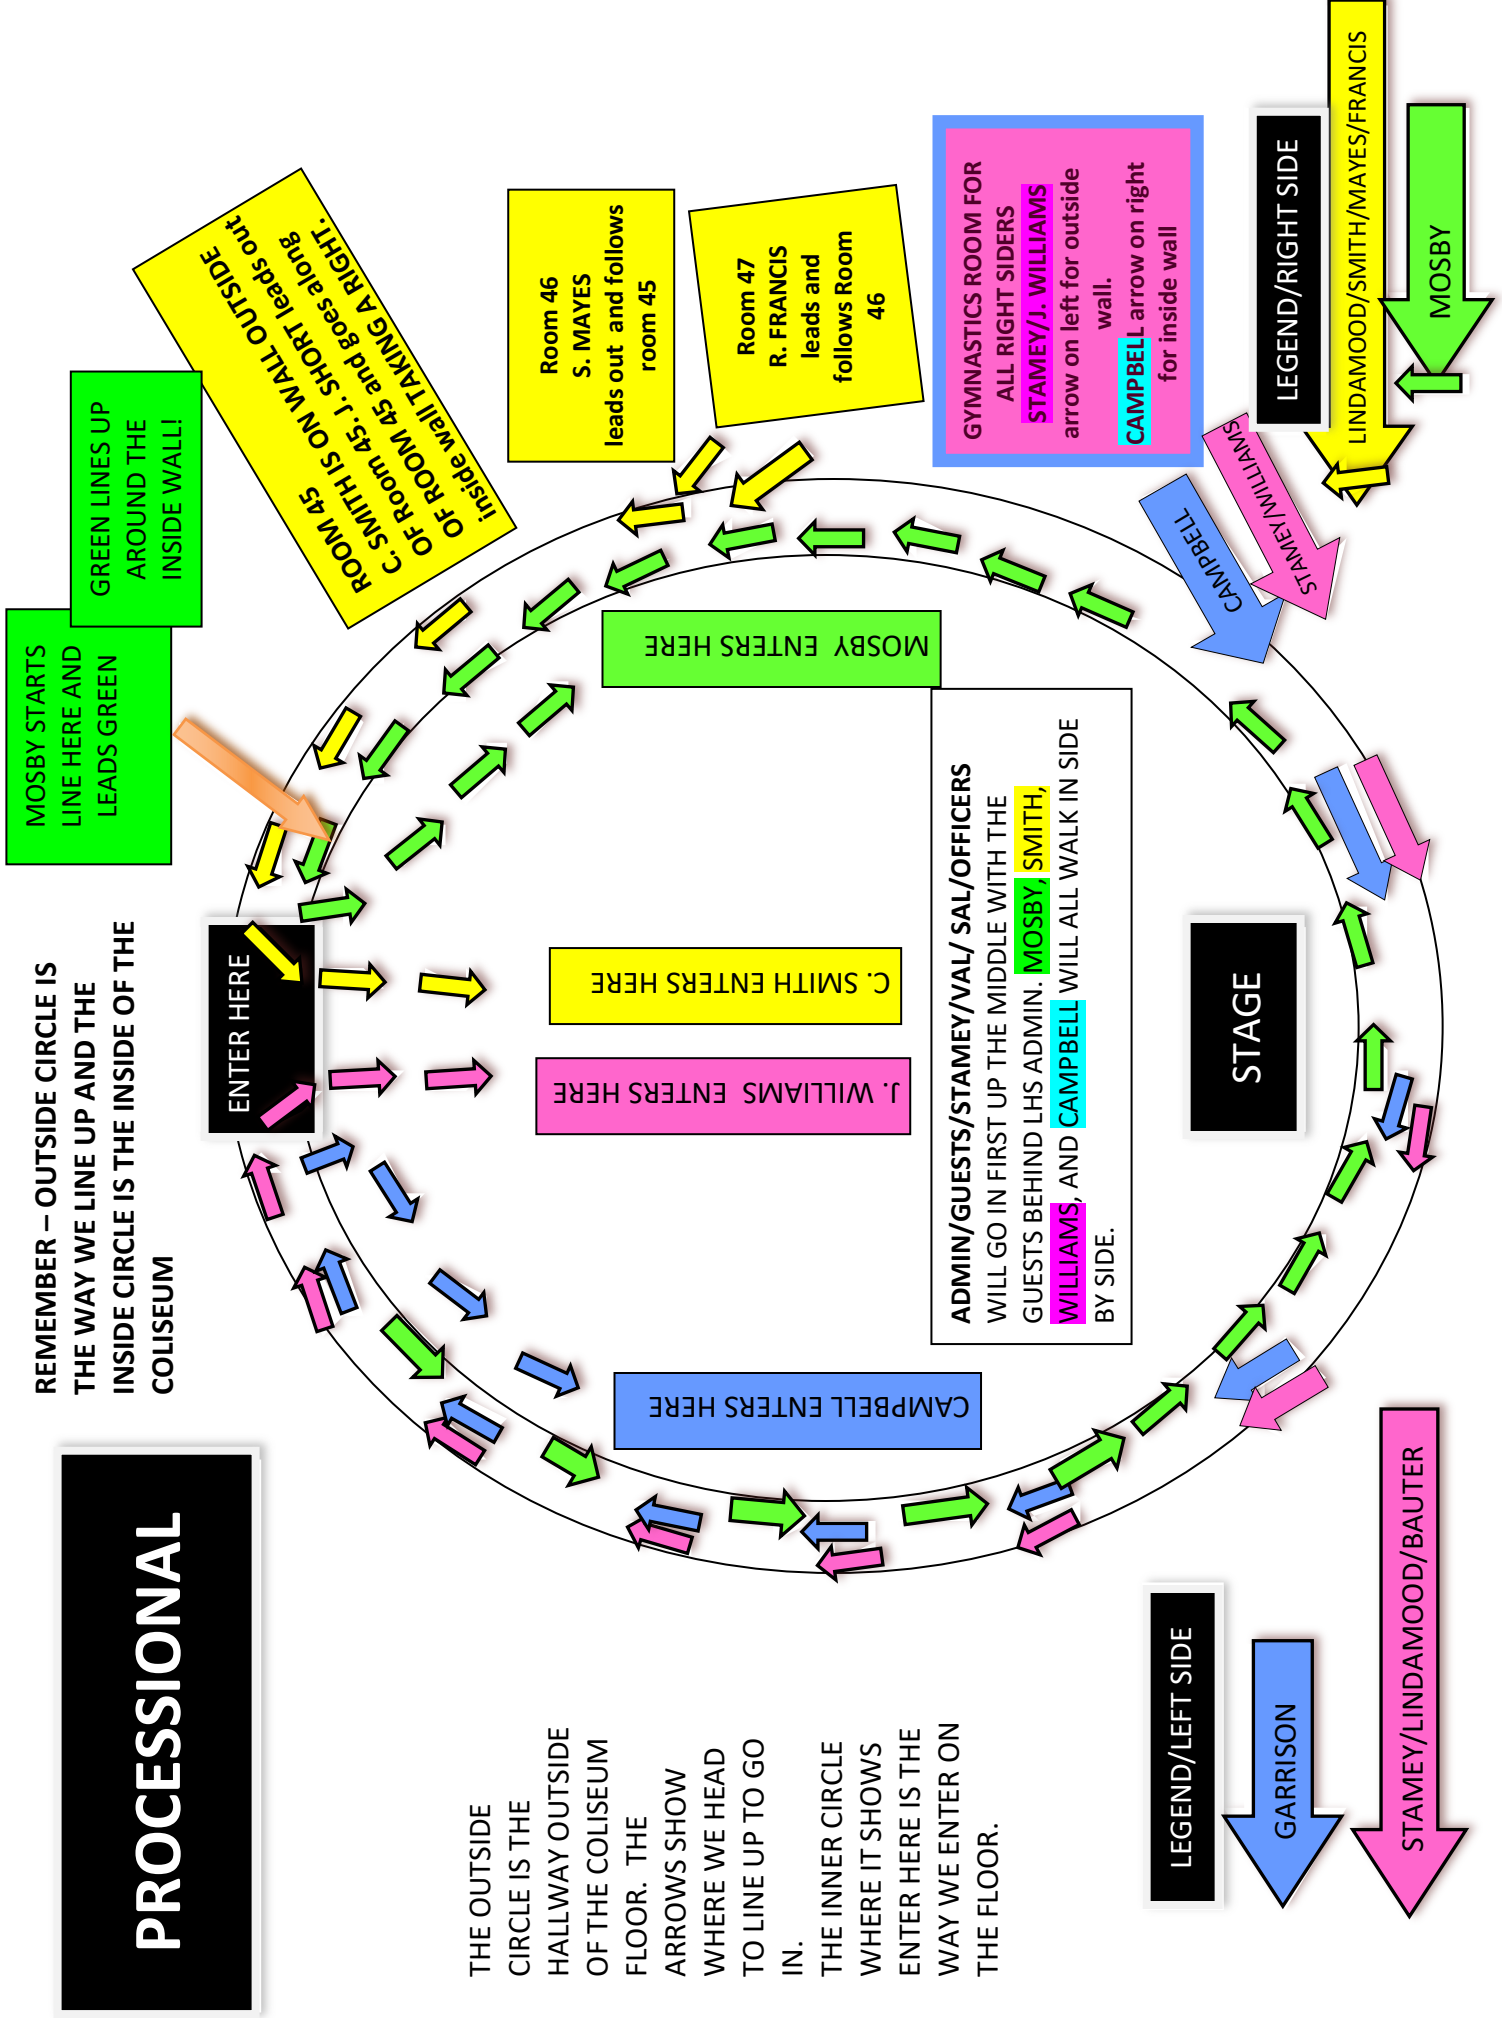 PROCESSIONAL
REMEMBER – OUTSIDE CIRCLE IS
THE WAY WE LINE UP AND THE
INSIDE CIRCLE IS THE INSIDE OF THE
COLISEUM
MOSBY STARTS
LINE HERE AND
LEADS GREEN
GREEN LINES UP
AROUND THE
INSIDE WALL!
ROOM 45
C. SMITH IS ON WALL OUTSIDE
OF Room 45. J. SHORT leads out
OF ROOM 45 and goes along
inside wall TAKING A RIGHT.
Room 46
S. MAYES
leads out and follows
room 45
Room 47
R. FRANCIS
leads and
follows Room
46
GYMNASTICS ROOM FOR
ALL RIGHT SIDERS
STAMEY/J. WILLIAMS
arrow on left for outside
wall.
CAMPBELL arrow on right
for inside wall
ENTER HERE
MOSBY ENTERS HERE
C. SMITH ENTERS HERE
J. WILLIAMS ENTERS HERE
CAMPBELL ENTERS HERE
THE OUTSIDE
CIRCLE IS THE
HALLWAY OUTSIDE
OF THE COLISEUM
FLOOR. THE
ARROWS SHOW
WHERE WE HEAD
TO LINE UP TO GO
IN.
THE INNER CIRCLE
WHERE IT SHOWS
ENTER HERE IS THE
WAY WE ENTER ON
THE FLOOR.
ADMIN/GUESTS/STAMEY/VAL/ SAL/OFFICERS
WILL GO IN FIRST UP THE MIDDLE WITH THE
GUESTS BEHIND LHS ADMIN. MOSBY, SMITH,
WILLIAMS, AND CAMPBELL WILL ALL WALK IN SIDE
BY SIDE.
STAGE
CAMPBELL
STAMEY/WILLIAMS
LEGEND/LEFT SIDE
GARRISON
STAMEY/LINDAMOOD/BAUTER
LEGEND/RIGHT SIDE
LINDAMOOD/SMITH/MAYES/FRANCIS
MOSBY